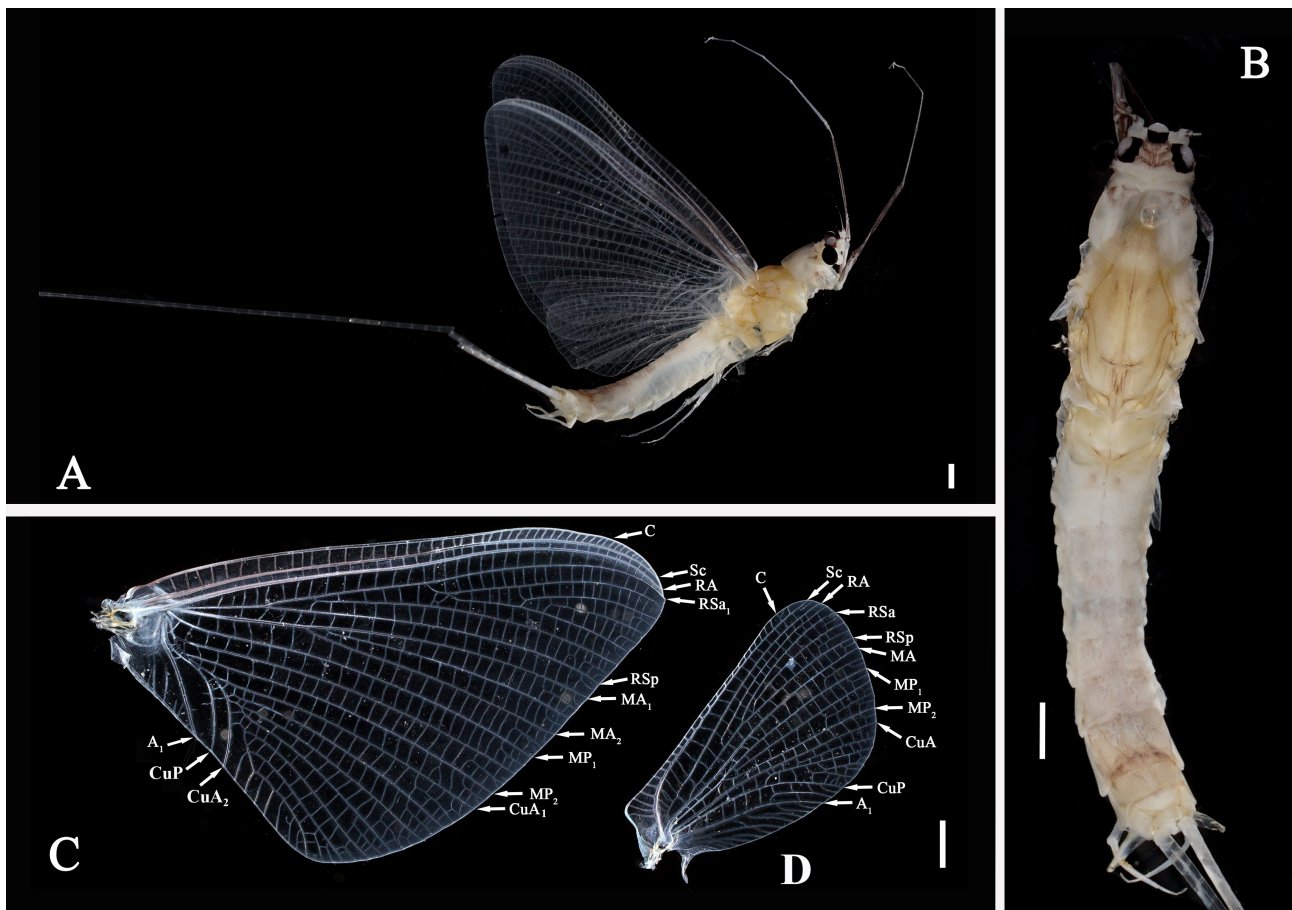 A
B
C
Sc
RA
RSa₁
RSp
MA₁
MA₂
MP₁
MP₂
CuA₁
A₁
CuP
CuA₂
C
C
Sc
RA
RSa
RSp
MA
MP₁
MP₂
CuA
CuP
A₁
D